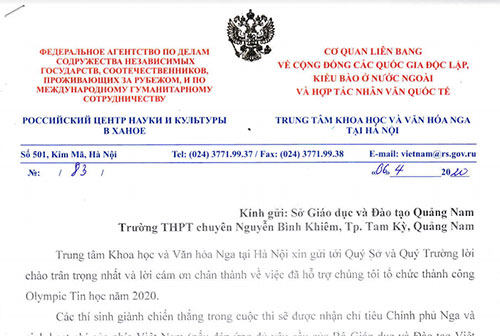 ФЕДЕРАЛЬНОЕ АГЕНТСТВО ПО ДЕЛАМ
СОДРУЖЕСТВА НЕЗАВИСИМЫХ
ГОСУДАРСТВ, СООТЕЧЕСТВЕННИКОВ,
ПРОЖИВАЮЩИХ ЗА РУБЕЖОМ, И ПО
МЕЖДУНАРОДНОМУ ГУМАНИТАРНОМУ
СОТРУДНИЧЕСТВУ
РОССИЙСКИЙ ЦЕНТР НАУКИ И КУЛЬТУРЫ
В ХАНОЕ
CƠ QUAN LIÊN BANG
VỀ CỘNG ĐỒNG CÁC QUỐC GIA ĐỘC LẬP,
KIỀU BÀO Ở NƯỚC NGOÀI
VÀ HỢP TÁC NHÂN VĂN QUỐC TẾ
TRUNG TÂM KHOA HỌC VÀ VĂN HÓA NGA
TẠI HÀ NỘI
Số 501, Kim Mã, Hà Nội Tel: (024) 3771.99.37 / Fax: (024) 3771.99.38 E-mail: vietnam@rs.gov.ru
№: / 83 / 06 4 2020
Kính gửi: Sở Giáo dục và Đào tạo Quảng Nam
Trường THPT chuyên Nguyễn Bình Khiêm, Tp. Tam Kỳ, Quảng Nam
Trung tâm Khoa học và Văn hóa Nga tại Hà Nội xin gửi tới Quý Sở và Quý Trường lời
chào trân trọng nhất và lời cám ơn chân thành về việc đã hỗ trợ chúng tôi tổ chức thành công
Olympic Tin học năm 2020.
Các thí sinh giành chiến thắng trong cuộc thi sẽ được nhận chỉ tiêu Chính phủ Nga và